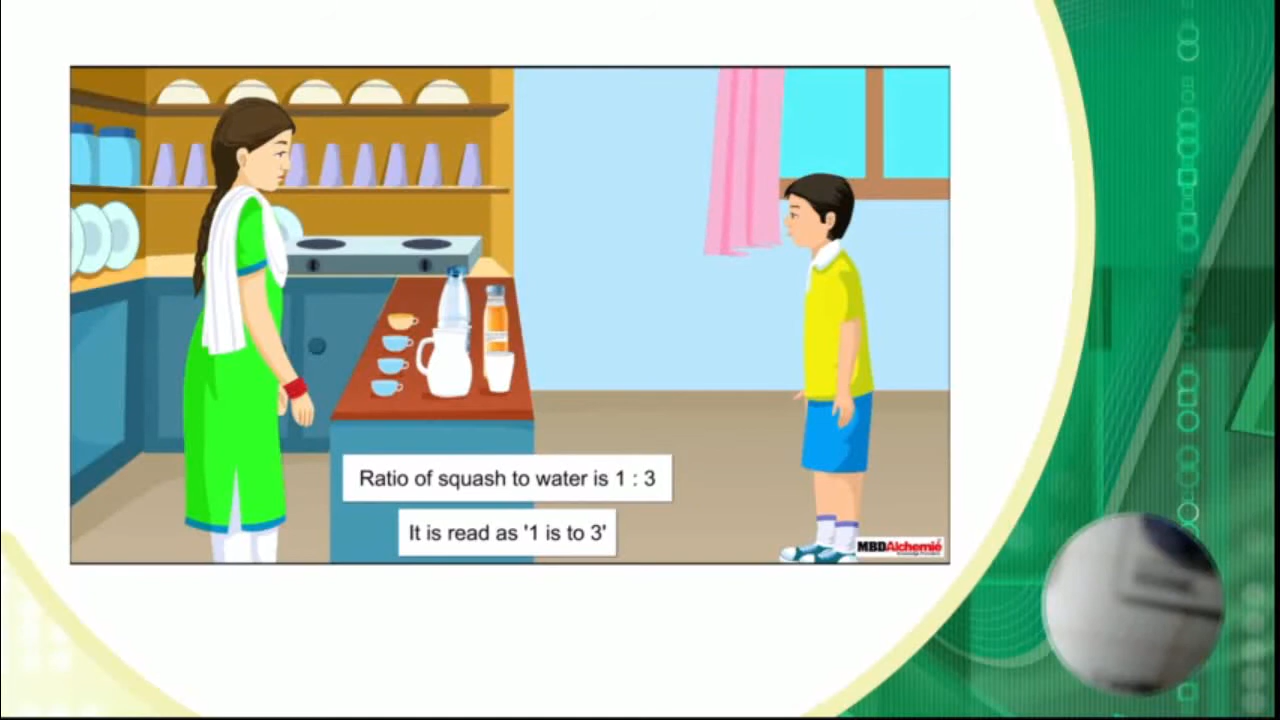 Ratio of squash to water is 1 : 3
It is read as '1 is to 3'
MBDAlchemie